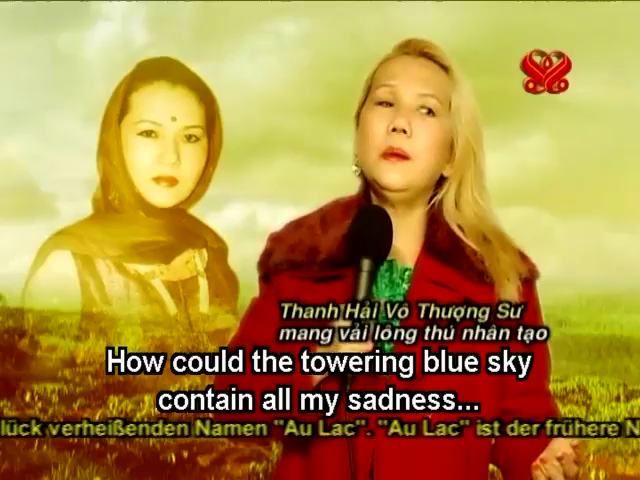 Thanh Hải Vô Thượng Sư
mang vải lông thú nhân tạo
How could the towering blue sky
contain all my sadness...
lück verheißenden Namen "Au Lac". "Au Lac" ist der frühere N